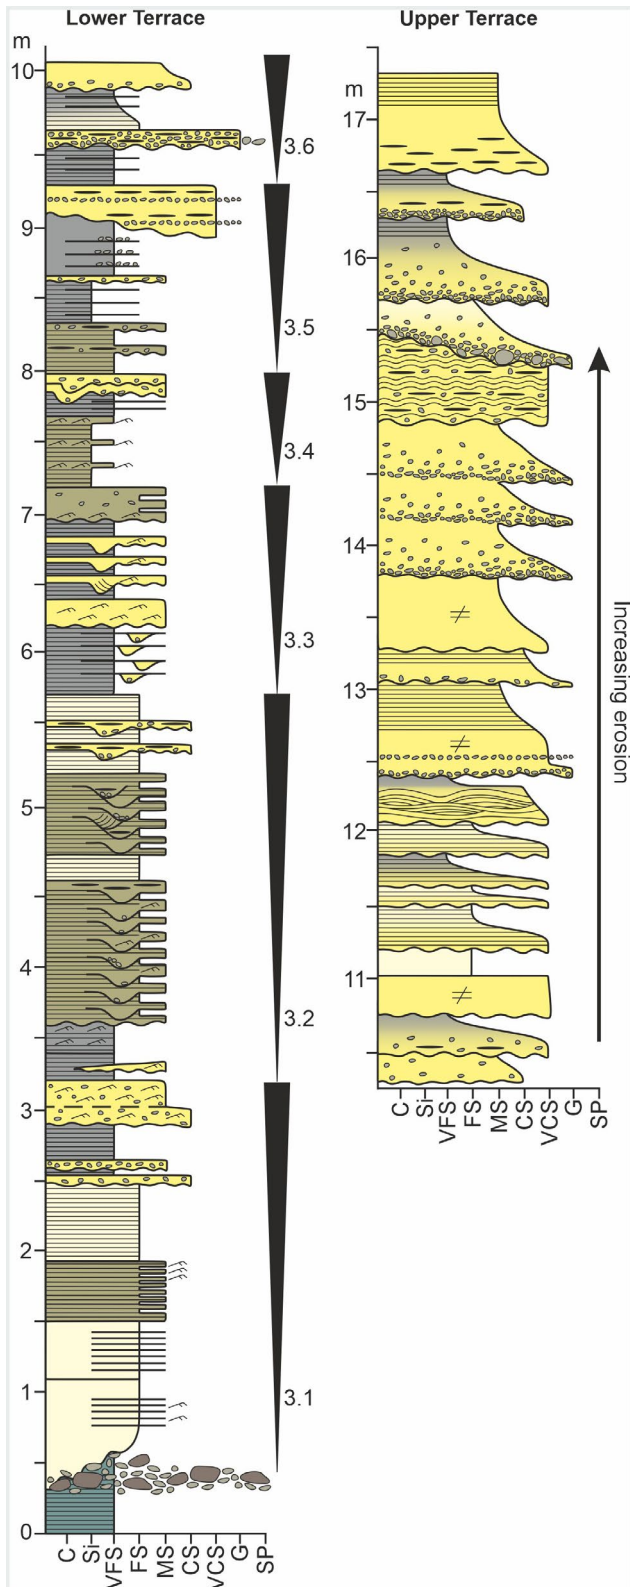 Lower Terrace
m
10
9
8
7
6
5
4
3
2
1
0
3.6
3.5
3.4
3.3
3.2
3.1
C
Si
VFS
FS
MS
CS
VCS
G
SP
Upper Terrace
m
17
16
15
14
13
12
11
Increasing erosion
C
Si
VFS
FS
MS
CS
VCS
G
SP